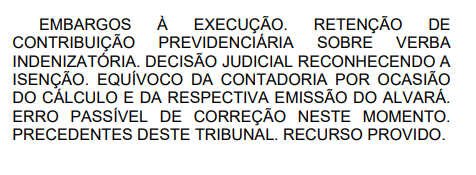 EMBARGOS À EXECUÇÃO. RETENÇÃO DE
CONTRIBUIÇÃO PREVIDENCIÁRIA SOBRE VERBA
INDENIZATÓRIA. DECISÃO JUDICIAL RECONHECENDO A
ISENÇÃO. EQUÍVOCO DA CONTADORIA POR OCASIÃO
DO CÁLCULO E DA RESPECTIVA EMISSÃO DO ALVARÁ.
ERRO PASSÍVEL DE CORREÇÃO NESTE MOMENTO.
PRECEDENTES DESTE TRIBUNAL. RECURSO PROVIDO.